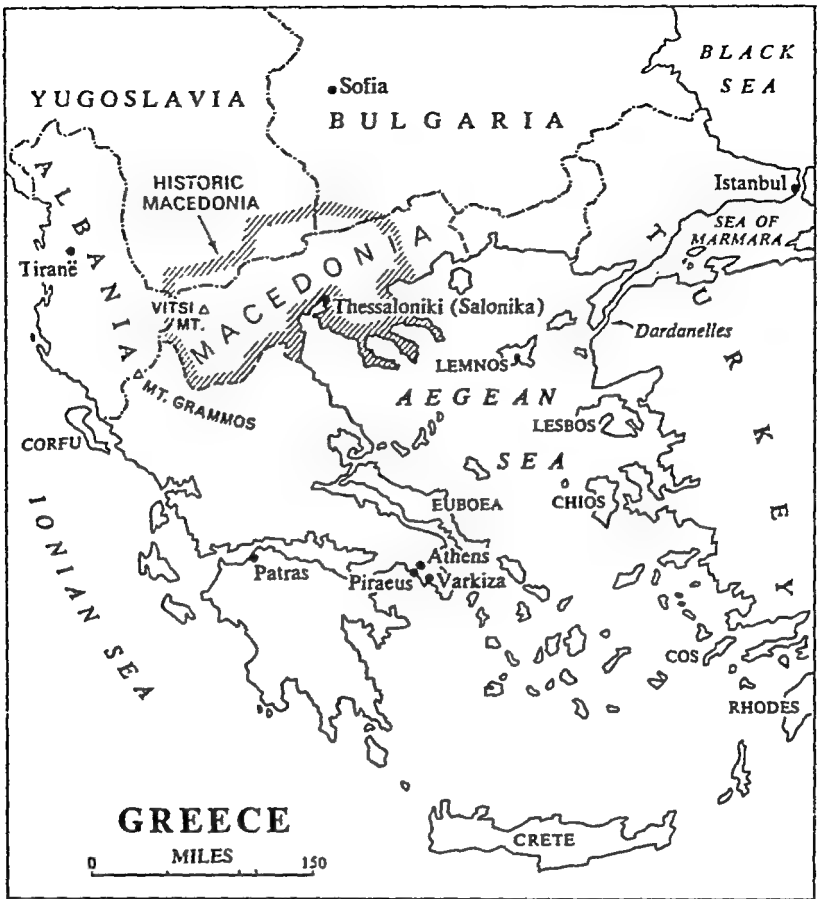 BLACK
SEA
Sofia
YUGOSLAVIA
BULGARIA
ALBANIA
HISTORIC
MACEDONIA
Istanbul
SEA OF
MARMARA
TURKEY
Tiranë
MACEDONIA
VITSI
MT.
Thessaloniki (Salonika)
Dardanelles
LEMNOS
MT. GRAMMOS
AEGEAN
SEA
LESBOS
CORFU
IONIAN SEA
EUBOEA
CHIOS
Athens
Patras
Piraeus
Varkiza
COS
RHODES
GREECE
MILES
0 150
CRETE